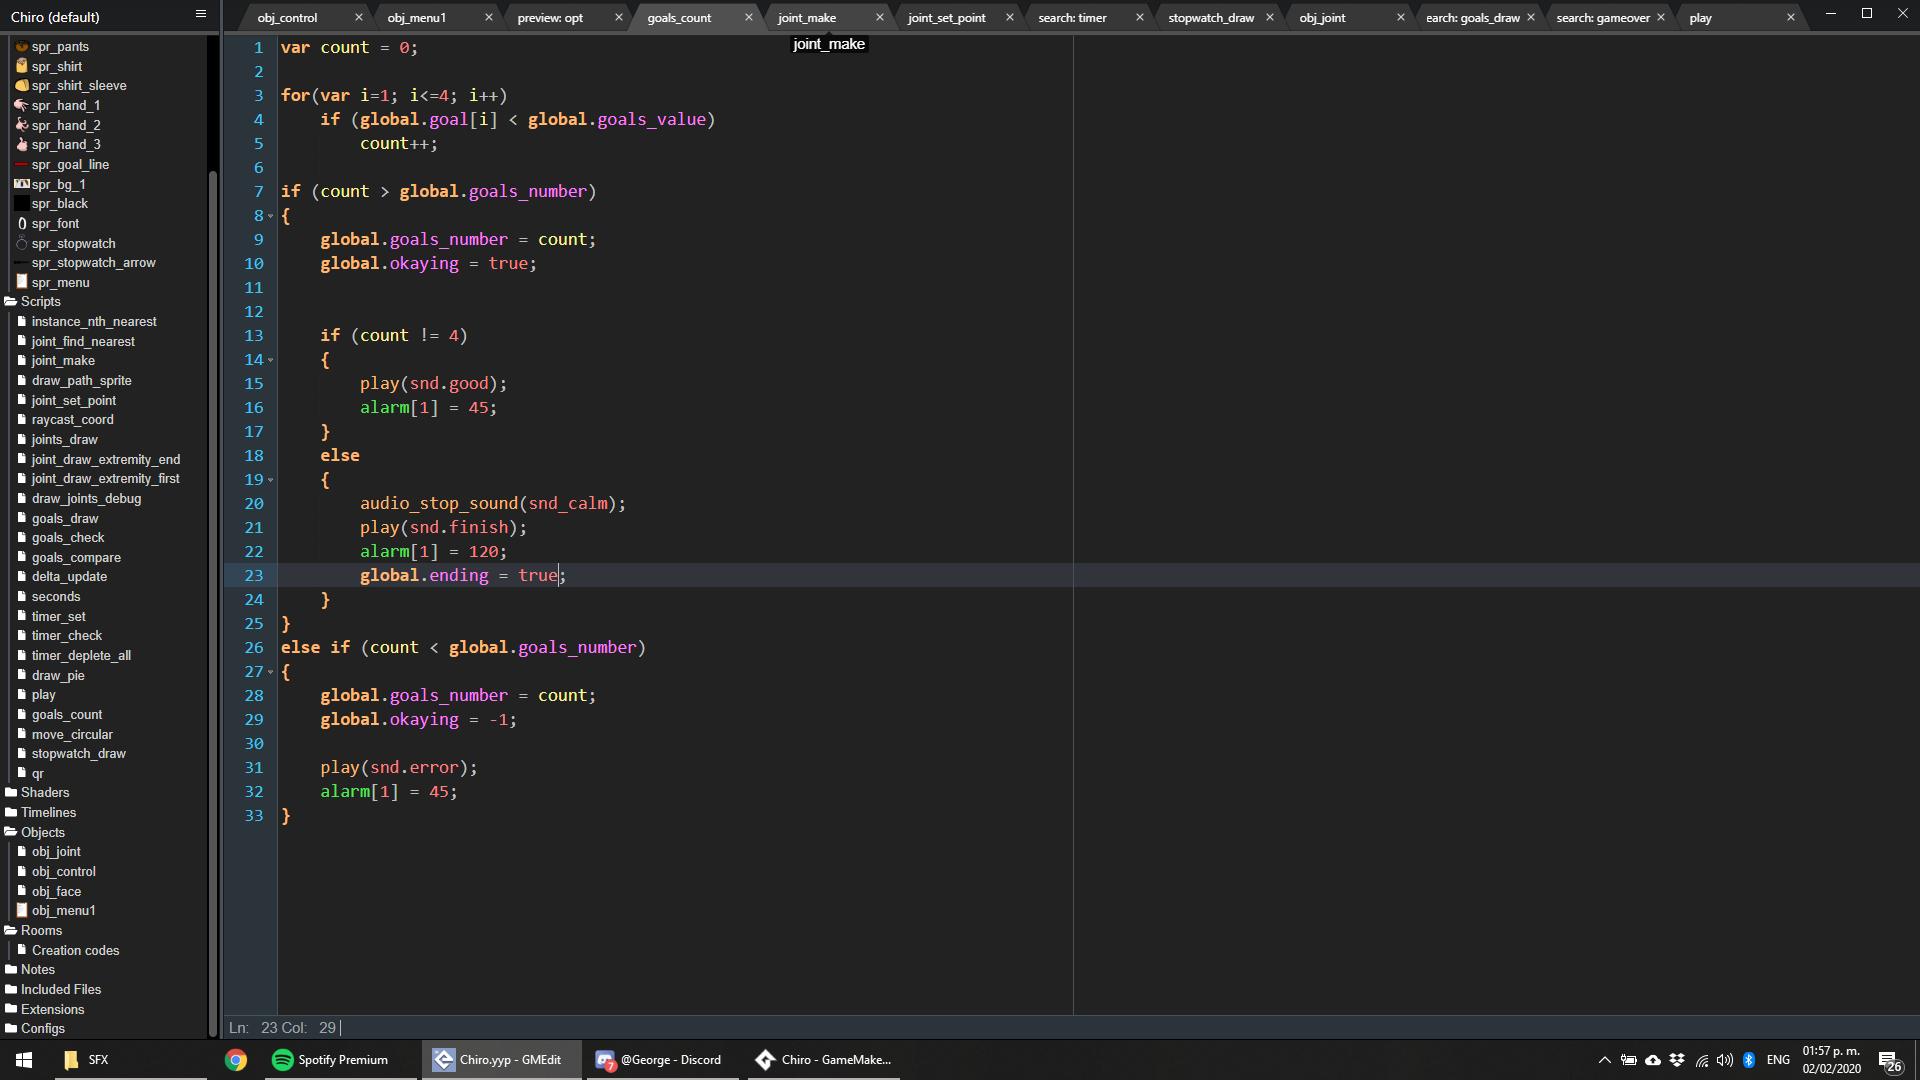 Chiro (default)
obj_control
obj_menu1
preview: opt
goals_count
joint_make
joint_set_point
search: timer
stopwatch_draw
obj_joint
earch: goals_draw
search: gameover
play
joint_make
spr_pants
spr_shirt
spr_shirt_sleeve
spr_hand_1
spr_hand_2
spr_hand_3
spr_goal_line
spr_bg_1
spr_black
spr_font
spr_stopwatch
spr_stopwatch_arrow
spr_menu
Scripts
instance_nth_nearest
joint_find_nearest
joint_make
draw_path_sprite
joint_set_point
raycast_coord
joints_draw
joint_draw_extremity_end
joint_draw_extremity_first
draw_joints_debug
goals_draw
goals_check
goals_compare
delta_update
seconds
timer_set
timer_check
timer_deplete_all
draw_pie
play
goals_count
move_circular
stopwatch_draw
qr
Shaders
Timelines
Objects
obj_joint
obj_control
obj_face
obj_menu1
Rooms
Creation codes
Notes
Included Files
Extensions
Configs
1 var count = 0;
2
3 for(var i=1; i<=4; i++)
4 if (global.goal[i] < global.goals_value)
5 count++;
6
7 if (count > global.goals_number)
8 {
9 global.goals_number = count;
10 global.okaying = true;
11
12
13 if (count != 4)
14 {
15 play(snd.good);
16 alarm[1] = 45;
17 }
18 else
19 {
20 audio_stop_sound(snd_calm);
21 play(snd.finish);
22 alarm[1] = 120;
23 global.ending = true;
24 }
25 }
26 else if (count < global.goals_number)
27 {
28 global.goals_number = count;
29 global.okaying = -1;
30
31 play(snd.error);
32 alarm[1] = 45;
33 }
Ln: 23 Col: 29
SFX
Spotify Premium
Chiro.yyp - GMEdit
7
@George - Discord
Chiro - GameMake...
ENG
01:57 p. m.
02/02/2020
26